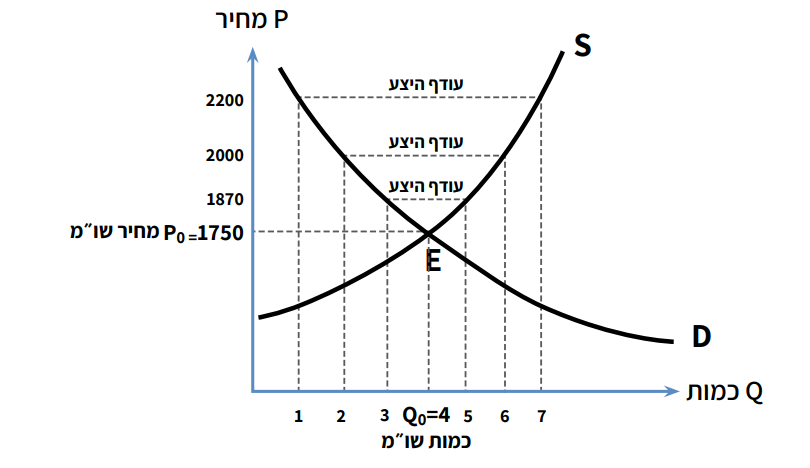 מחיר P
S
עודף היצע
2200
עודף היצע
2000
עודף היצע
1870
מחיר שו״מ P₀ =1750
E
D
כמות Q
1 2 3 Q₀=4 5 6 7
כמות שו״מ